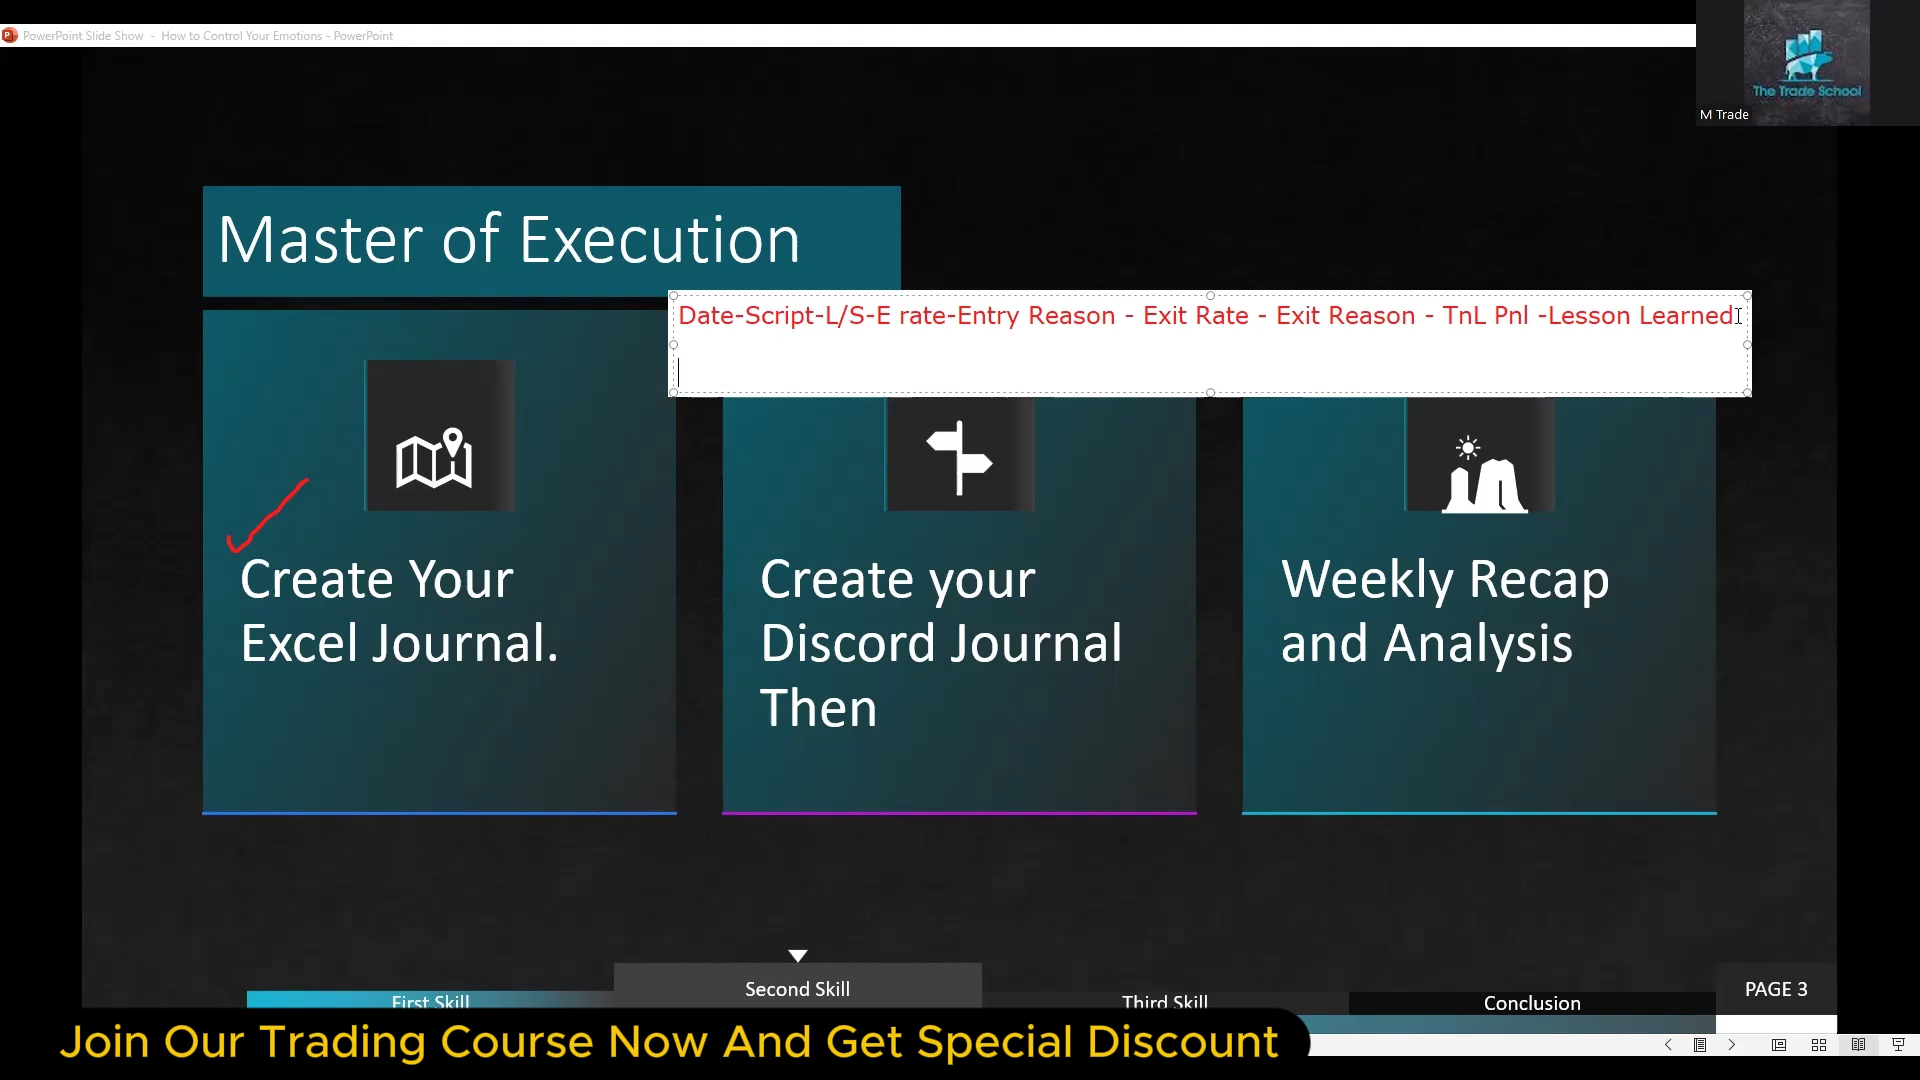 PowerPoint Slide Show - How to Control Your Emotions - PowerPoint
The Trade School
M Trade
Master of Execution
Date-Script-L/S-E rate-Entry Reason - Exit Rate - Exit Reason - TnL Pnl -Lesson Learned
Create Your
Excel Journal.
Create your
Discord Journal
Then
Weekly Recap
and Analysis
First Skill
Second Skill
Third Skill
Conclusion
PAGE 3
Join Our Trading Course Now And Get Special Discount